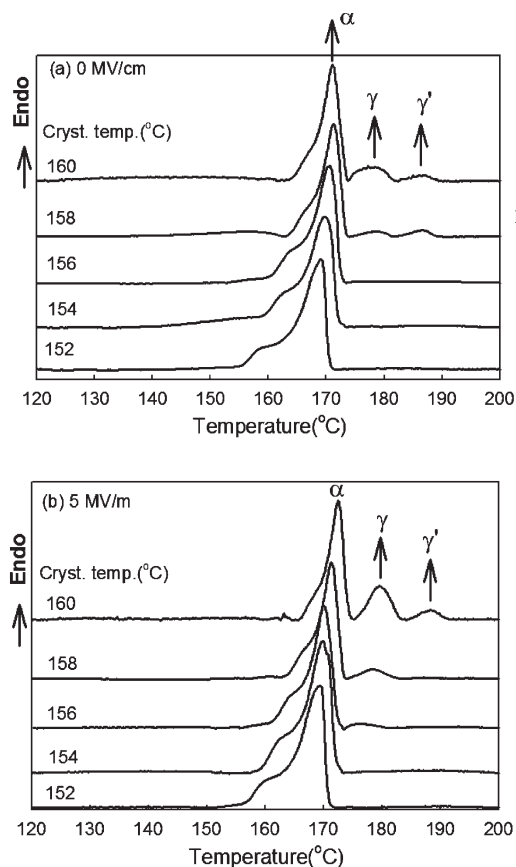 α
(a) 0 MV/cm
γ γ'
Endo
Cryst. temp.(°C)
160
158
156
154
152
120 130 140 150 160 170 180 190 200
Temperature(°C)
(b) 5 MV/m
α
γ γ'
Endo
Cryst. temp.(°C)
160
158
156
154
152
120 130 140 150 160 170 180 190 200
Temperature(°C)